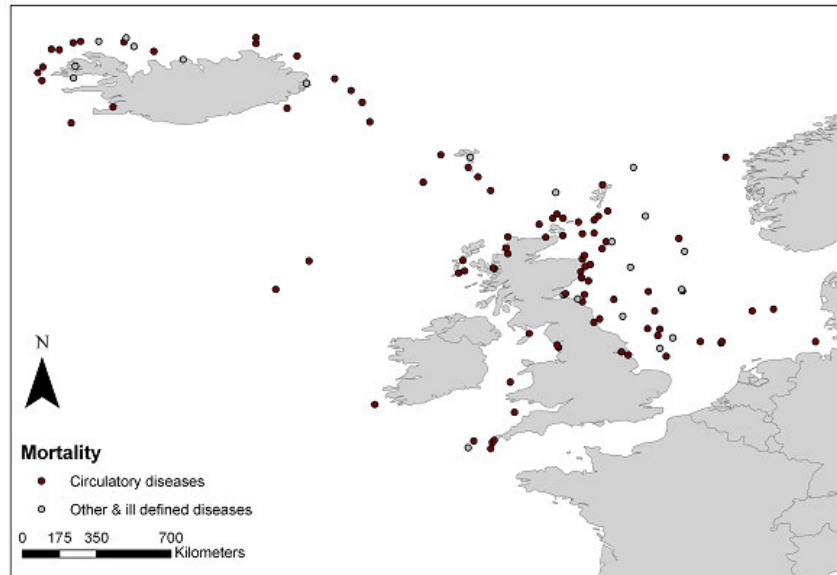 N
Mortality
Circulatory diseases
Other & ill defined diseases
0 175 350 700
Kilometers